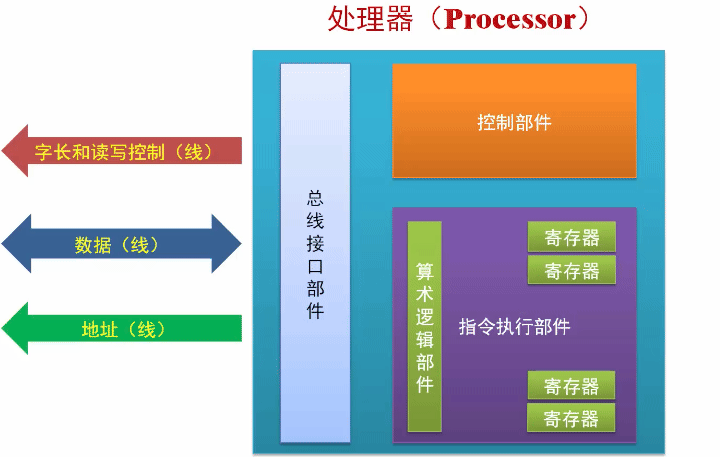 处理器（Processor）
字长和读写控制（线）
数据（线）
地址（线）
总线接口部件
控制部件
算术逻辑部件
指令执行部件
寄存器
寄存器
寄存器
寄存器